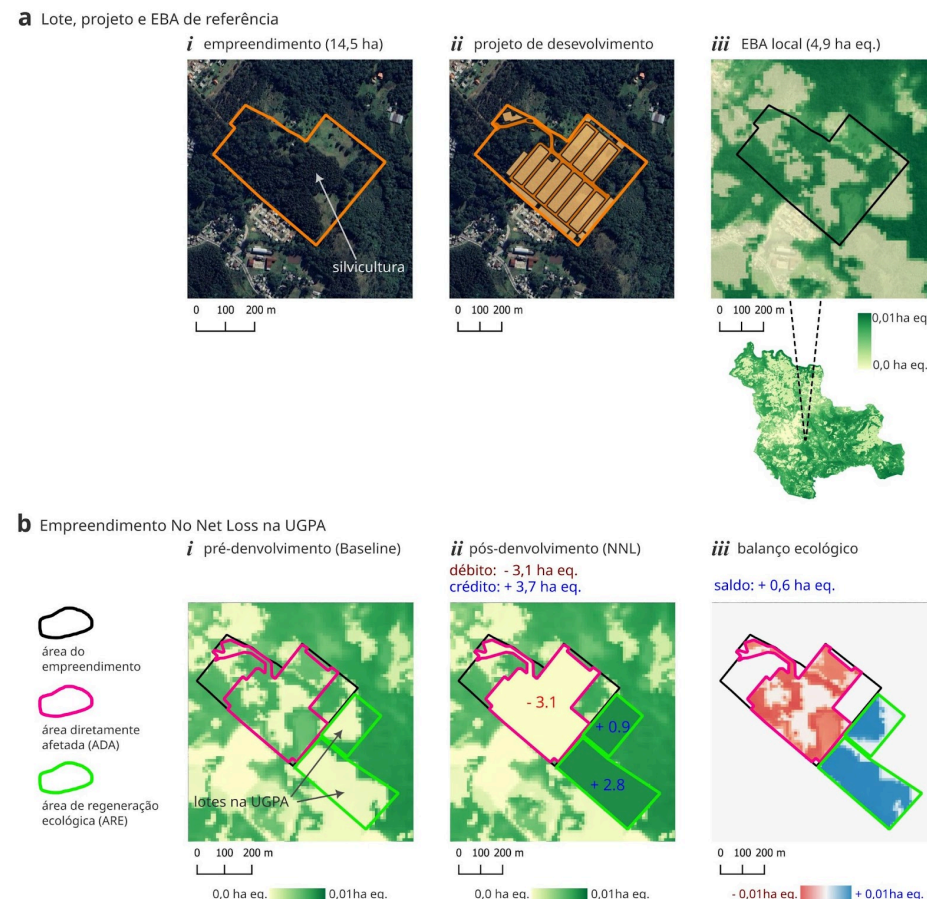 a Lote, projeto e EBA de referência
i empreendimento (14,5 ha)
ii projeto de desevolvimento
iii EBA local (4,9 ha eq.)
silvicultura
0 100 200 m
0 100 200 m
0 100 200 m
0,01ha eq.
0,0 ha eq.
b Empreendimento No Net Loss na UGPA
i pré-denvolvimento (Baseline)
ii pós-denvolvimento (NNL)
iii balanço ecológico
débito: - 3,1 ha eq.
crédito: + 3,7 ha eq.
saldo: + 0,6 ha eq.
área do
empreendimento
área diretamente
afetada (ADA)
área de regeneração
ecológica (ARE)
lotes na UGPA
- 3.1
+ 0.9
+ 2.8
0 100 200 m
0 100 200 m
0 100 200 m
0,0 ha eq. 0,01ha eq.
0,0 ha eq. 0,01ha eq.
- 0,01ha eq. + 0,01ha eq.